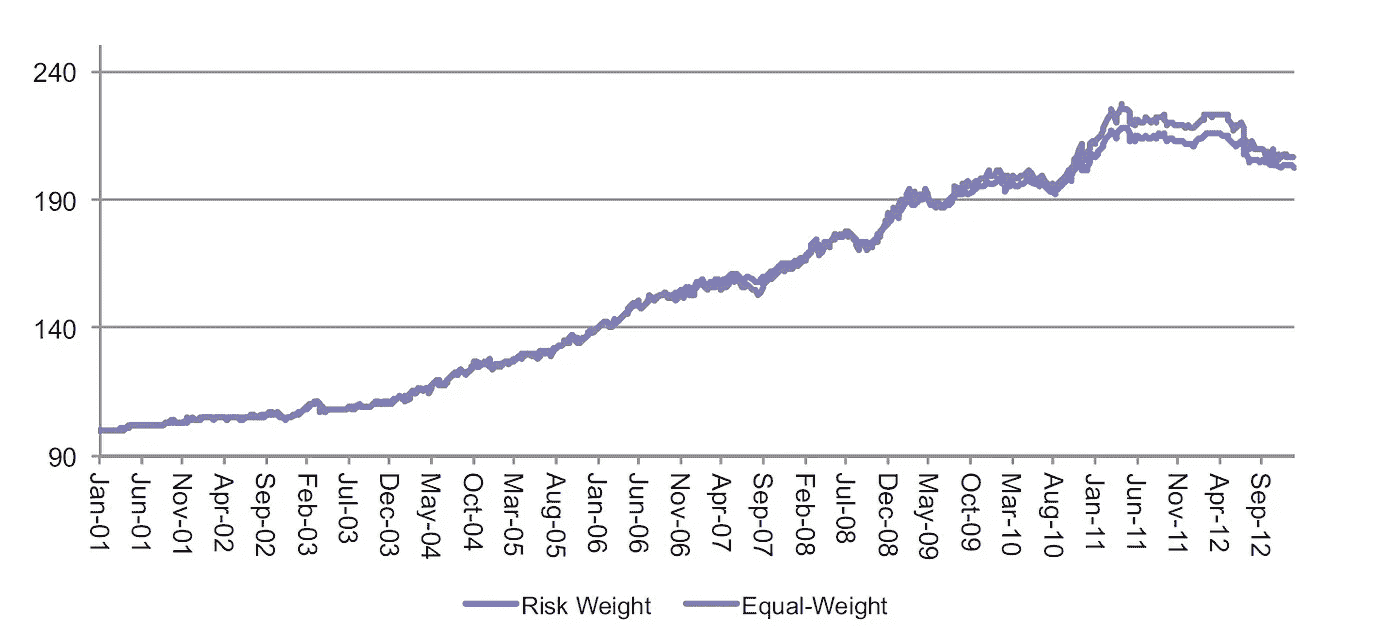 240
190
140
90
Jan-01 Jun-01 Nov-01 Apr-02 Sep-02 Feb-03 Jul-03 Dec-03 May-04 Oct-04 Mar-05 Aug-05 Jan-06 Jun-06 Nov-06 Apr-07 Sep-07 Feb-08 Jul-08 Dec-08 May-09 Oct-09 Mar-10 Aug-10 Jan-11 Jun-11 Nov-11 Apr-12 Sep-12
Risk Weight Equal-Weight